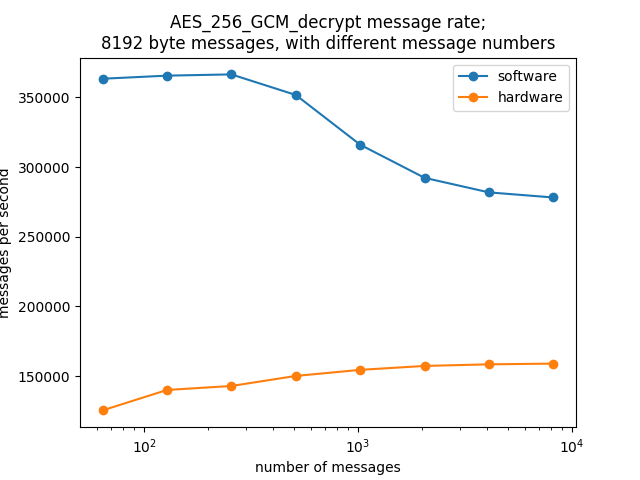 AES_256_GCM_decrypt message rate;
8192 byte messages, with different message numbers
software
hardware
350000
300000
250000
200000
150000
messages per second
10²
10³
10⁴
number of messages